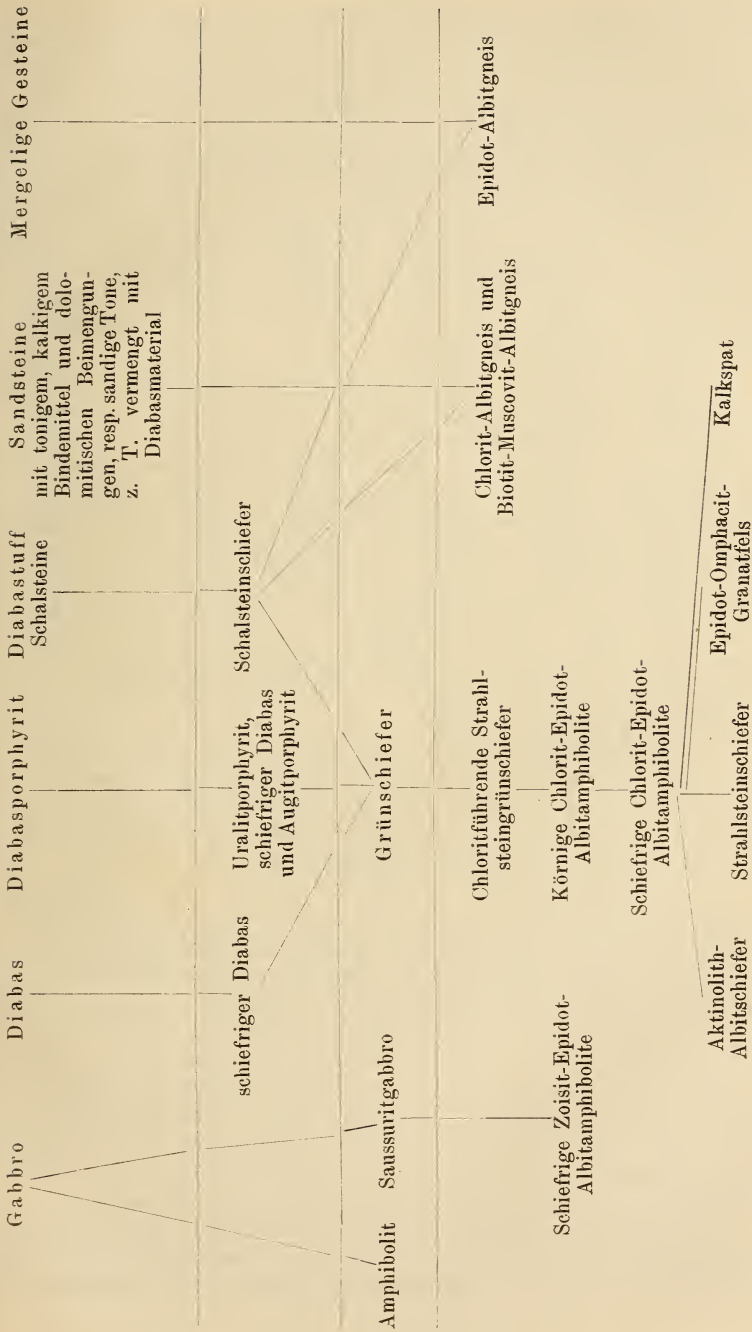 Gabbro
Diabas
Diabasporphyrit
Diabastuff
Schalsteine
Sandsteine
mit tonigem, kalkigem
Bindemittel und dolo-
mitischen Beimengun-
gen, resp. sandige Tone,
z. T. vermengt mit
Diabasmaterial
Mergelige Gesteine
schiefriger Diabas
Uralitporphyrit,
schiefriger Diabas
und Augitporphyrit
Schalsteinschiefer
Amphibolit
Saussuritgabbro
Grünschiefer
Schiefrige Zoisit-Epidot-
Albitamphibolite
Chloritführende Strahl-
steingrünschiefer
Körnige Chlorit-Epidot-
Albitamphibolite
Schiefrige Chlorit-Epidot-
Albitamphibolite
Chlorit-Albitgneis und
Biotit-Muscovit-Albitgneis
Epidot-Albitgneis
Aktinolith-
Albitschiefer
Strahlsteinschiefer
Epidot-Omphacit-
Granatfels
Kalkspat